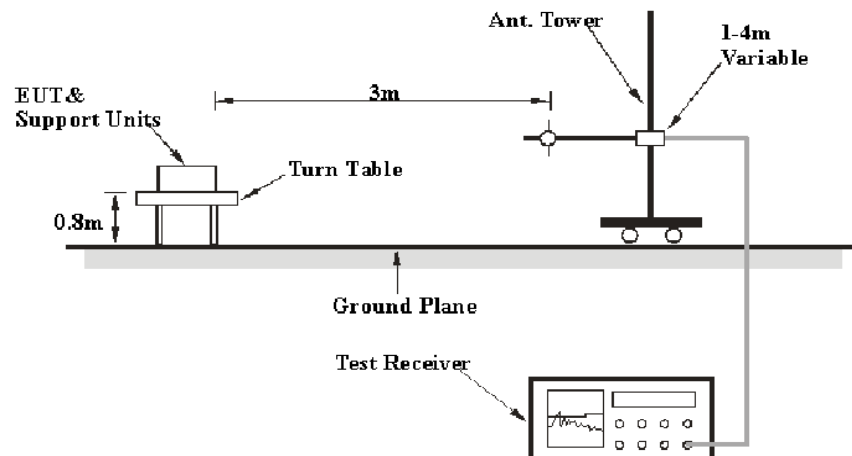 Ant. Tower
1-4m
Variable
EUT&
Support Units
3m
Turn Table
0.8m
Ground Plane
Test Receiver